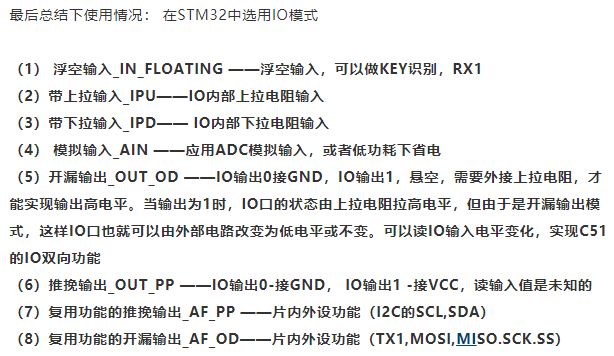 最后总结下使用情况： 在STM32中选用IO模式
（1） 浮空输入_IN_FLOATING ——浮空输入，可以做KEY识别，RX1
（2）带上拉输入_IPU——IO内部上拉电阻输入
（3）带下拉输入_IPD—— IO内部下拉电阻输入
（4） 模拟输入_AIN ——应用ADC模拟输入，或者低功耗下省电
（5）开漏输出_OUT_OD ——IO输出0接GND，IO输出1，悬空，需要外接上拉电阻，才
能实现输出高电平。当输出为1时，IO口的状态由上拉电阻拉高电平，但由于是开漏输出模
式，这样IO口也就可以由外部电路改变为低电平或不变。可以读IO输入电平变化，实现C51
的IO双向功能
（6）推挽输出_OUT_PP ——IO输出0-接GND， IO输出1 -接VCC，读输入值是未知的
（7）复用功能的推挽输出_AF_PP ——片内外设功能（I2C的SCL,SDA）
（8）复用功能的开漏输出_AF_OD——片内外设功能（TX1,MOSI,MISO.SCK.SS）